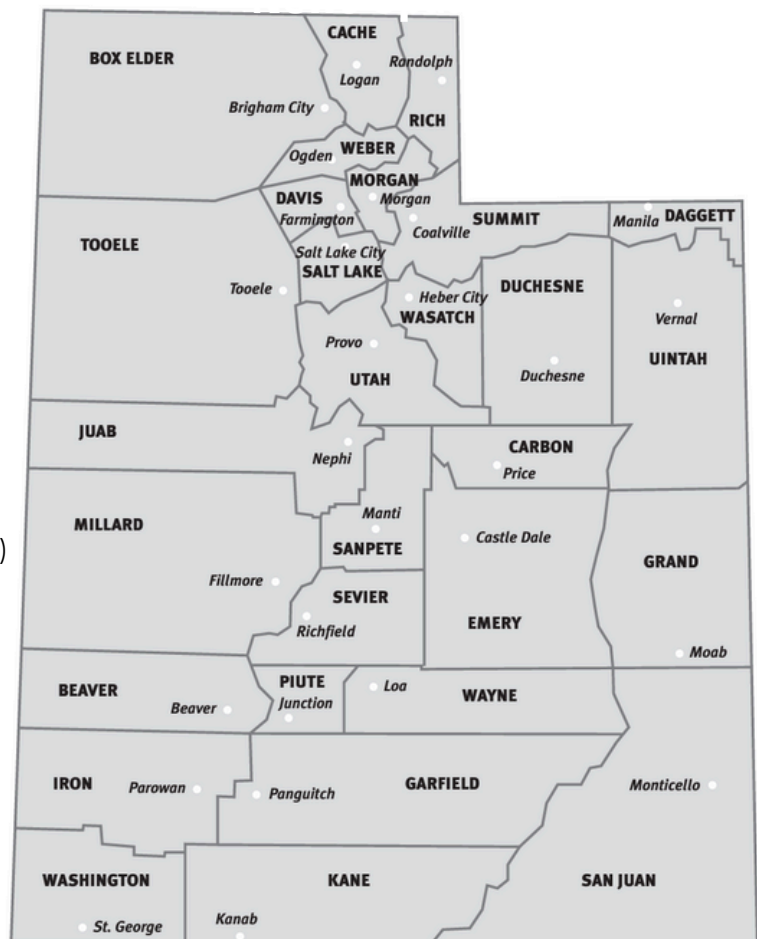 CACHE
BOX ELDER
Randolph
Logan
Brigham City
RICH
WEBER
Ogden
MORGAN
DAVIS
Morgan
Farmington
SUMMIT
Manila
DAGGETT
Coalville
TOOELE
Salt Lake City
SALT LAKE
Tooele
DUCHESNE
Heber City
WASATCH
Vernal
Provo
UINTAH
UTAH
Duchesne
JUAB
Nephi
CARBON
Price
MILLARD
Manti
Castle Dale
)
SANPETE
GRAND
Fillmore
SEVIER
EMERY
Richfield
Moab
BEAVER
PIUTE
Loa
WAYNE
Beaver
Junction
IRON
Parowan
Panguitch
GARFIELD
Monticello
WASHINGTON
KANE
SAN JUAN
St. George
Kanab